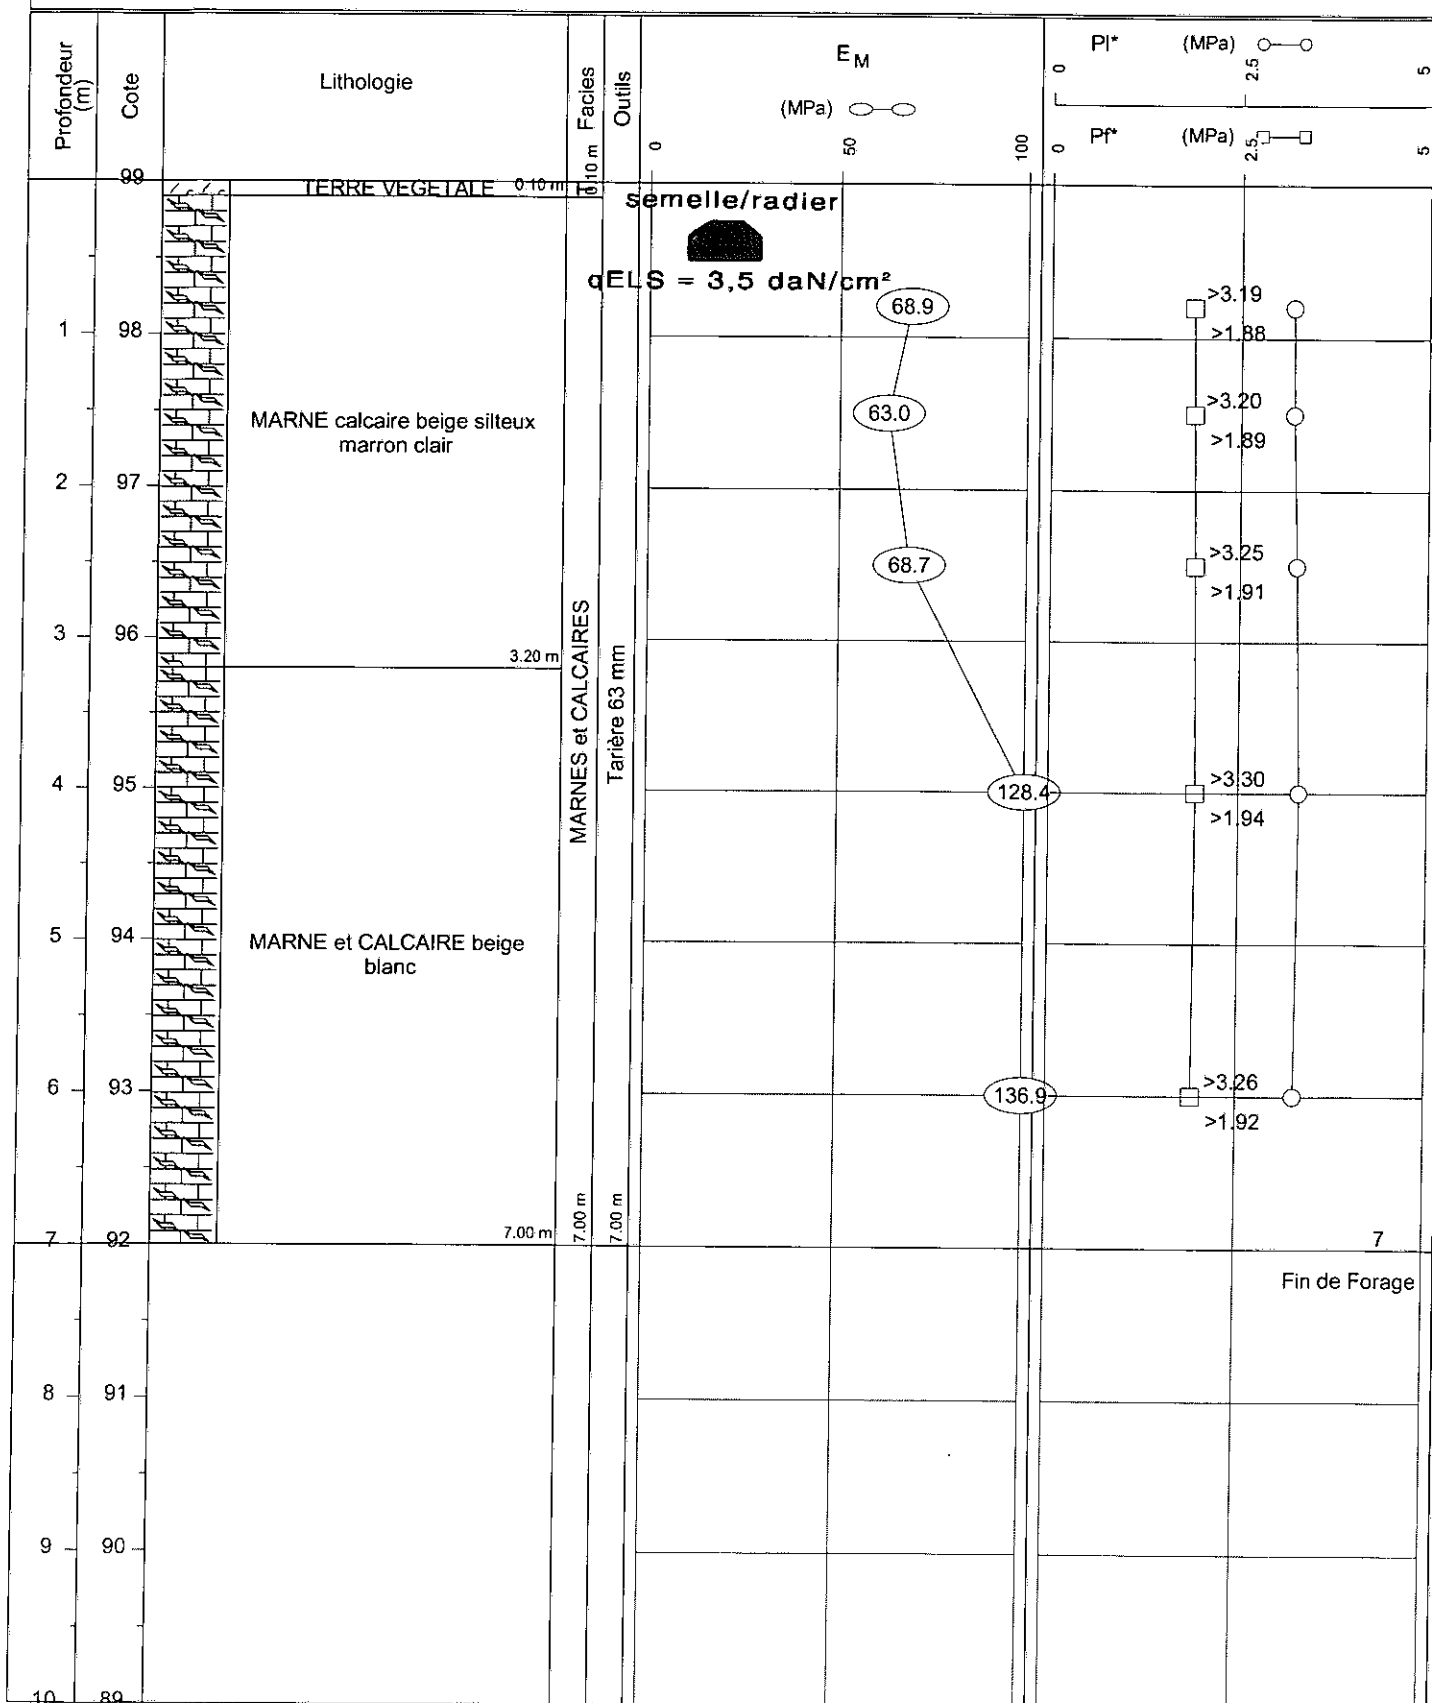 Profondeur
(m)
Cote
Lithologie
Facies
Outils
E M
(MPa)
0
50
100
Pl*
(MPa)
0
2.5
5
Pf*
(MPa)
0
2.5
5
99
TERRE VEGETALE
0.10 m
0.10 m
semelle/radier
qELS = 3,5 daN/cm²
68.9
>3.19
>1.88
1
98
MARNE calcaire beige silteux
marron clair
63.0
>3.20
>1.89
2
97
68.7
>3.25
>1.91
3
96
3.20 m
MARNES et CALCAIRES
Tarière 63 mm
4
95
128.4
>3.30
>1.94
5
94
MARNE et CALCAIRE beige
blanc
6
93
136.9
>3.26
>1.92
7
92
7.00 m
7.00 m
7.00 m
7
Fin de Forage
8
91
9
90
10
89